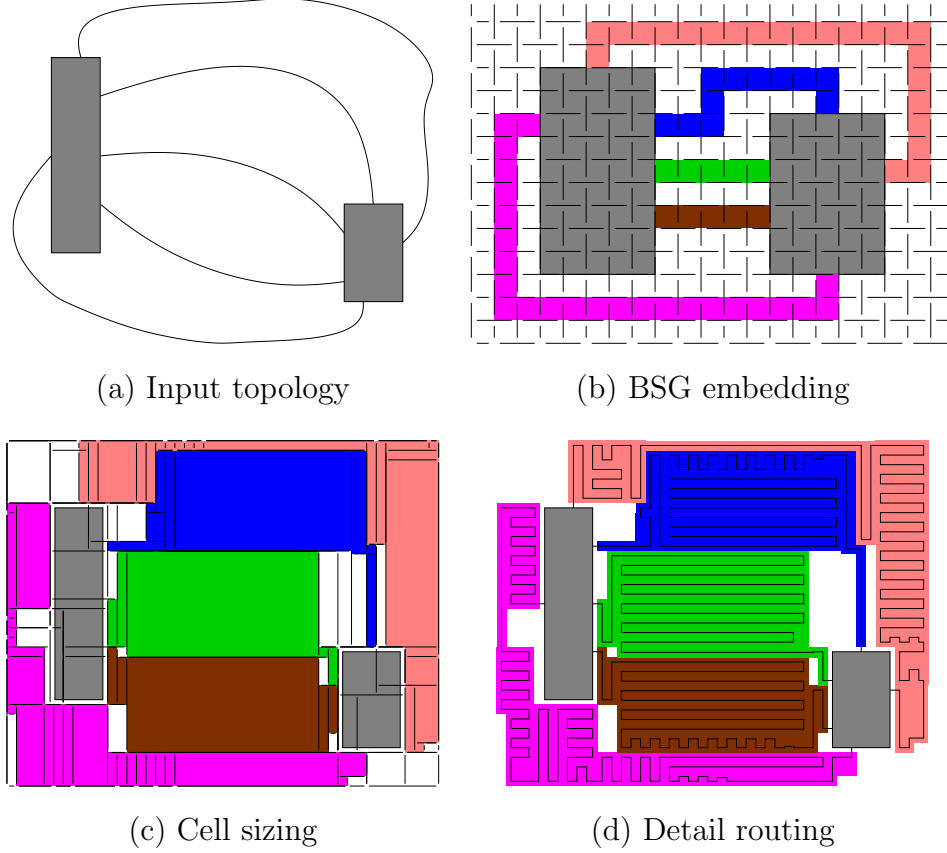 (a) Input topology
(b) BSG embedding
(c) Cell sizing
(d) Detail routing